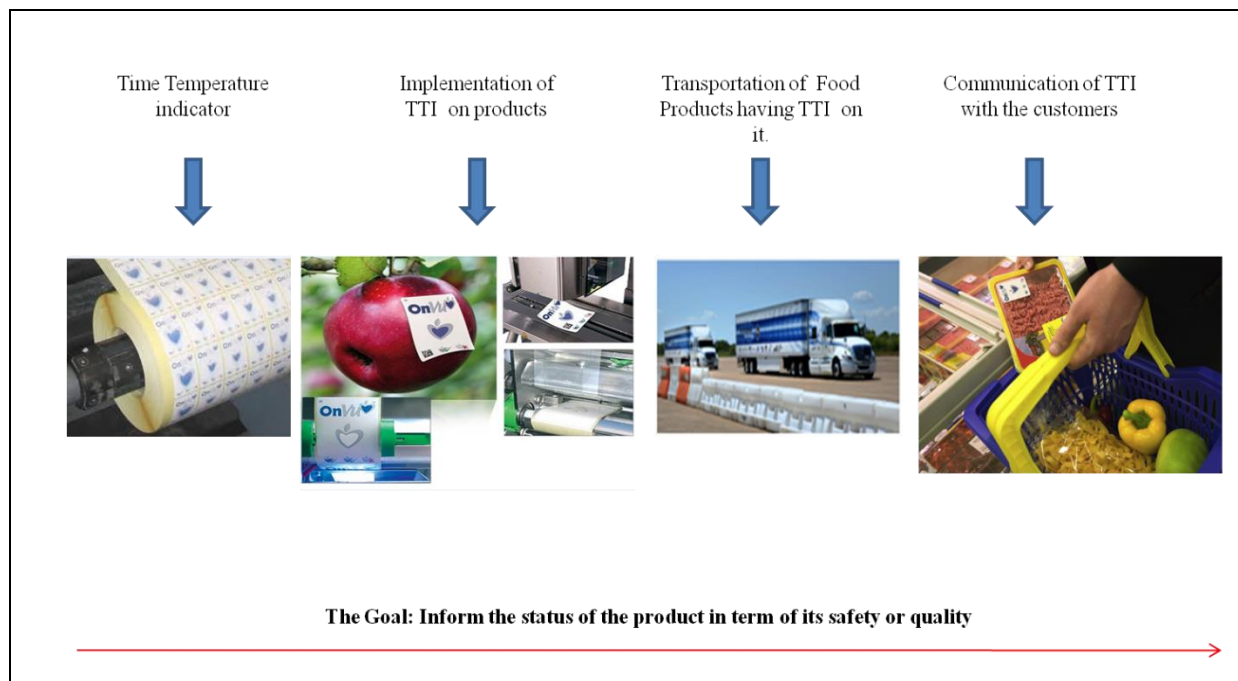 Time Temperature
indicator
Implementation of
TTI on products
Transportation of Food
Products having TTI on
it.
Communication of TTI
with the customers
OnVu
OnVu
OnVu
The Goal: Inform the status of the product in term of its safety or quality